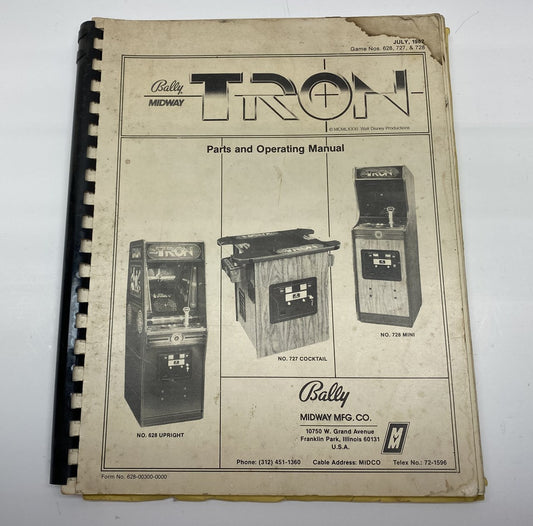 JULY, 1982
Game Nos. 628, 727, & 728
Bally
MIDWAY
TRON
© MCMLXXXI Walt Disney Productions
Parts and Operating Manual
TRON
TRON
TRON
NO. 728 MINI
NO. 727 COCKTAIL
NO. 628 UPRIGHT
Bally
MIDWAY MFG. CO.
10750 W. Grand Avenue
Franklin Park, Illinois 60131
U.S.A.
M
Phone: (312) 451-1360 Cable Address: MIDCO Telex No.: 72-1596
Form No. 628-00300-0000